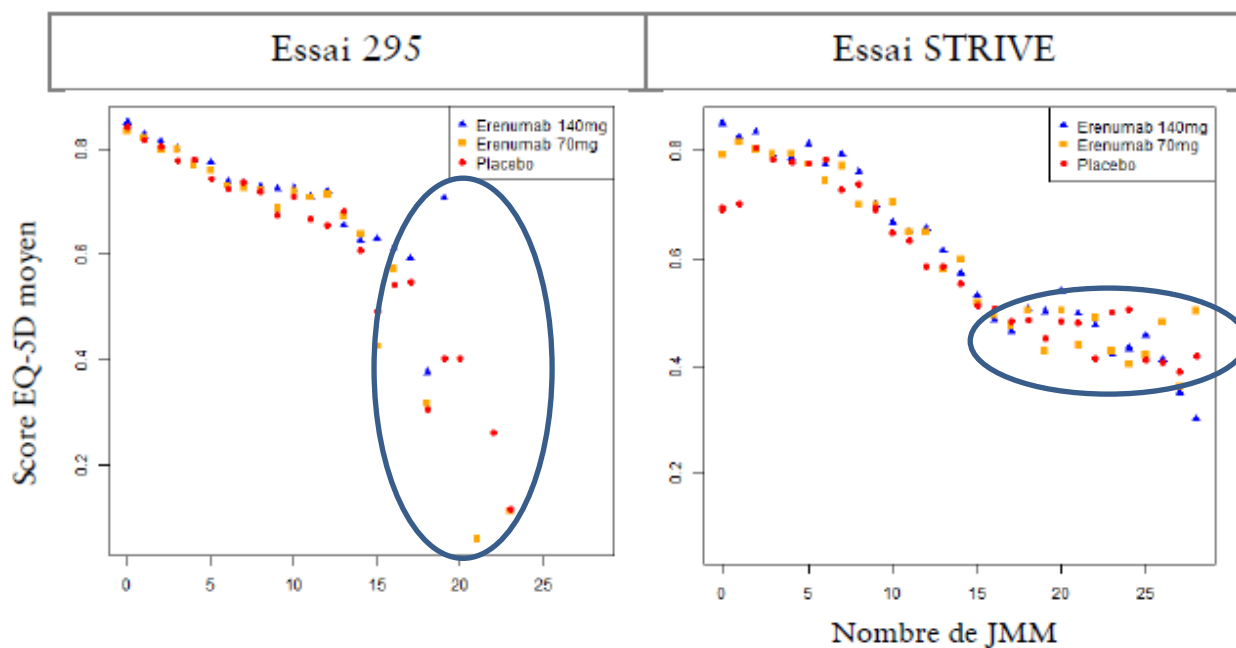 Essai 295
Essai STRIVE
Erenumab 140mg
Erenumab 70mg
Placebo
Erenumab 140mg
Erenumab 70mg
Placebo
Score EQ-5D moyen
0.8
0.6
0.4
0.2
0.8
0.6
0.4
0.2
0 5 10 15 20 25
0 5 10 15 20 25
Nombre de JMM